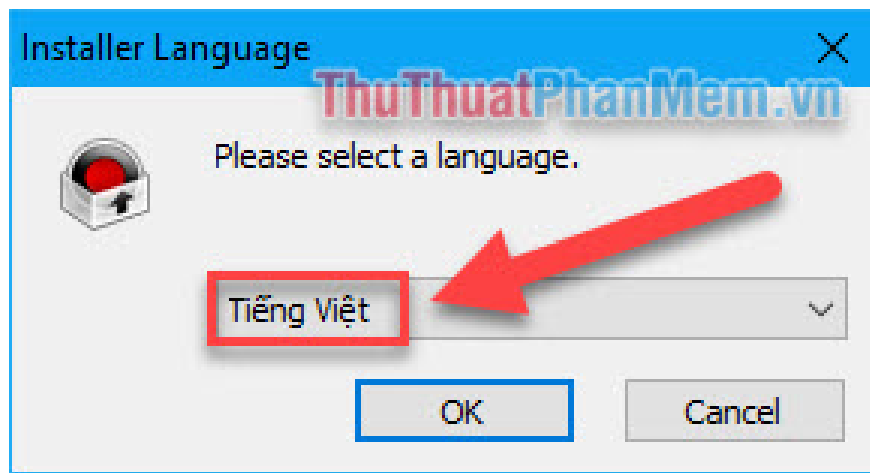 Installer Language
ThuThuatPhanMem.vn
Please select a language.
Tiếng Việt
OK
Cancel